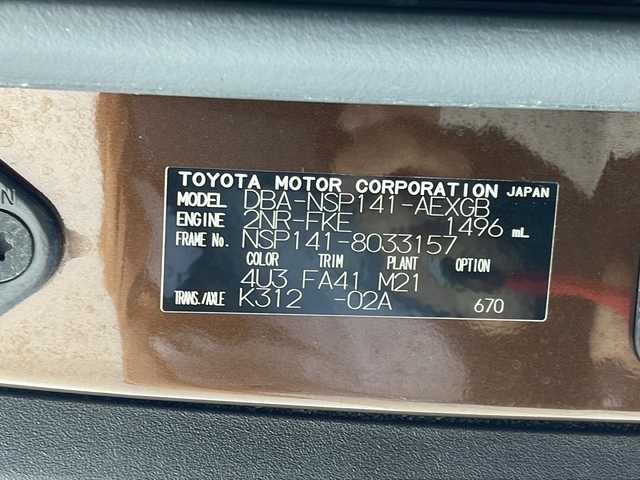 TOYOTA MOTOR CORPORATION JAPAN
MODEL DBA-NSP141-AEXGB
ENGINE 2NR-FKE 1496 mL
FRAME No. NSP141-8033157
COLOR TRIM PLANT OPTION
4U3 FA41 M21
TRANS./AXLE K312 -02A 670